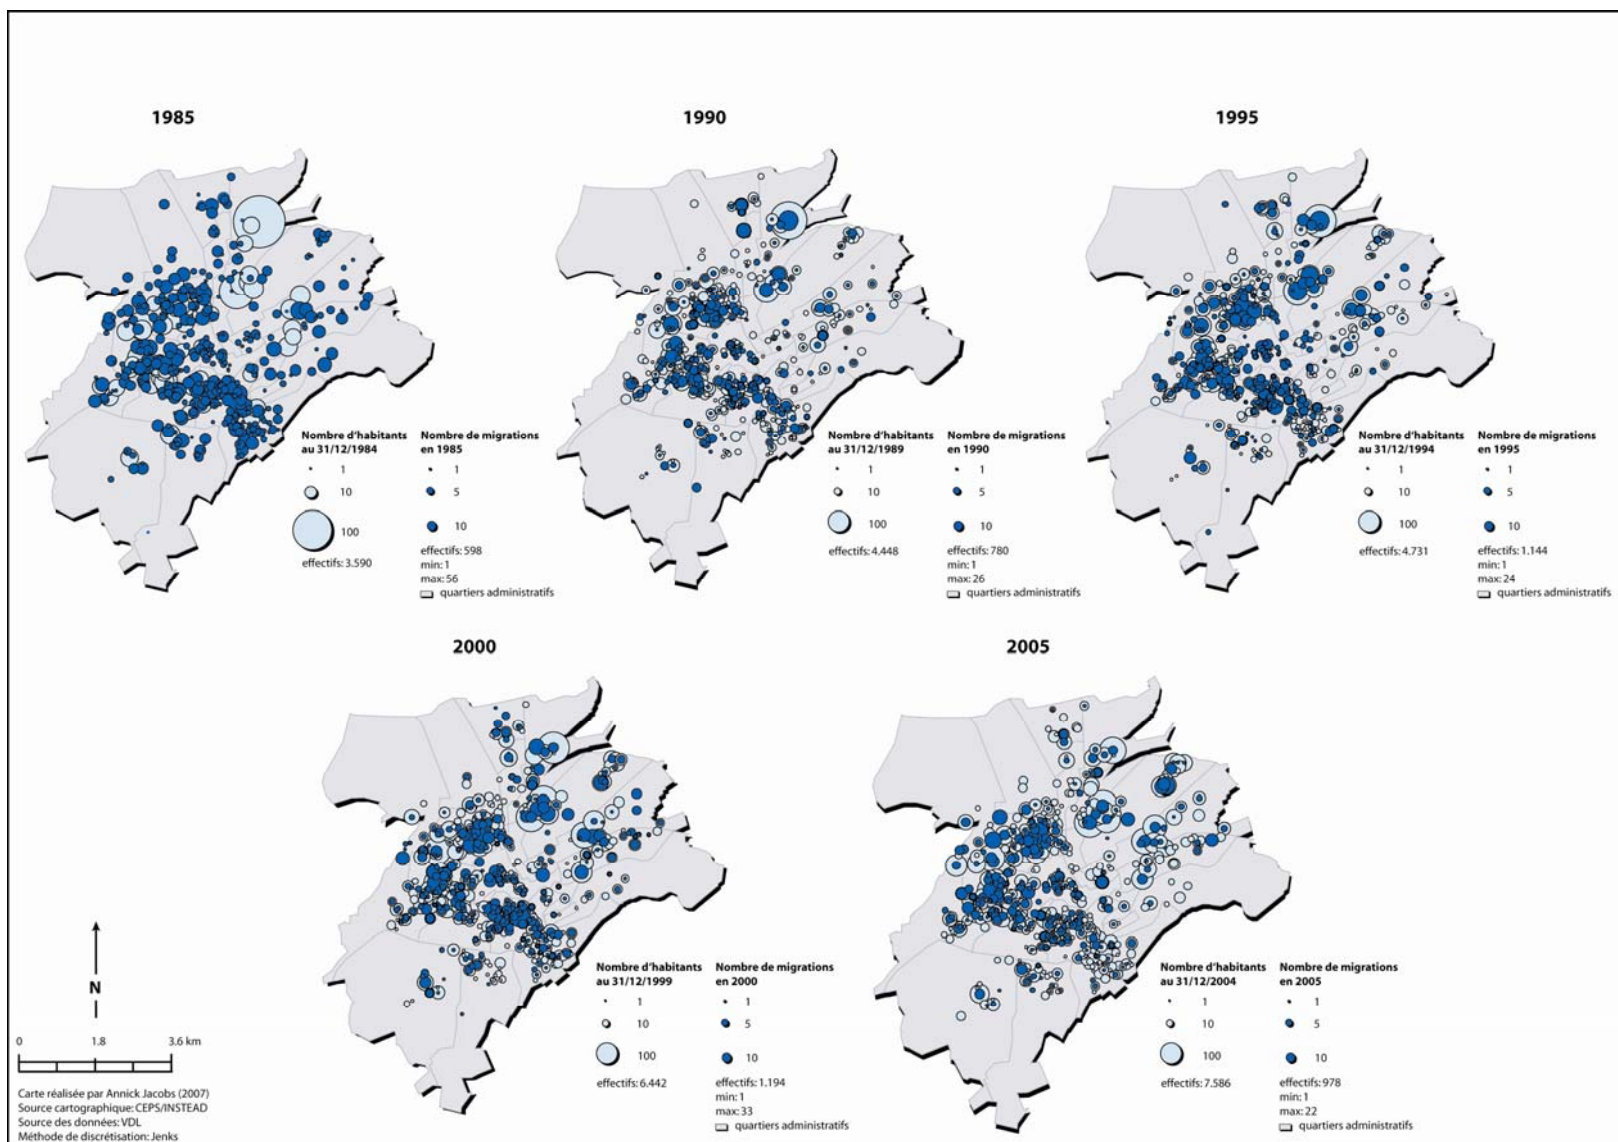 1985
Nombre d'habitants
au 31/12/1984
1
10
100
effectifs: 3.590
Nombre de migrations
en 1985
1
5
10
effectifs: 598
min: 1
max: 56
quartiers administratifs
1990
Nombre d'habitants
au 31/12/1989
1
10
100
effectifs: 4.448
Nombre de migrations
en 1990
1
5
10
effectifs: 780
min: 1
max: 26
quartiers administratifs
1995
Nombre d'habitants
au 31/12/1994
1
10
100
effectifs: 4.731
Nombre de migrations
en 1995
1
5
10
effectifs: 1.144
min: 1
max: 24
quartiers administratifs
2000
Nombre d'habitants
au 31/12/1999
1
10
100
effectifs: 6.442
Nombre de migrations
en 2000
1
5
10
effectifs: 1.194
min: 1
max: 33
quartiers administratifs
2005
Nombre d'habitants
au 31/12/2004
1
10
100
effectifs: 7.586
Nombre de migrations
en 2005
1
5
10
effectifs: 978
min: 1
max: 22
quartiers administratifs
N
0 1.8 3.6 km
Carte réalisée par Annick Jacobs (2007)
Source cartographique: CEPS/INSTEAD
Source des données: VDL
Méthode de discrétisation: Jenks